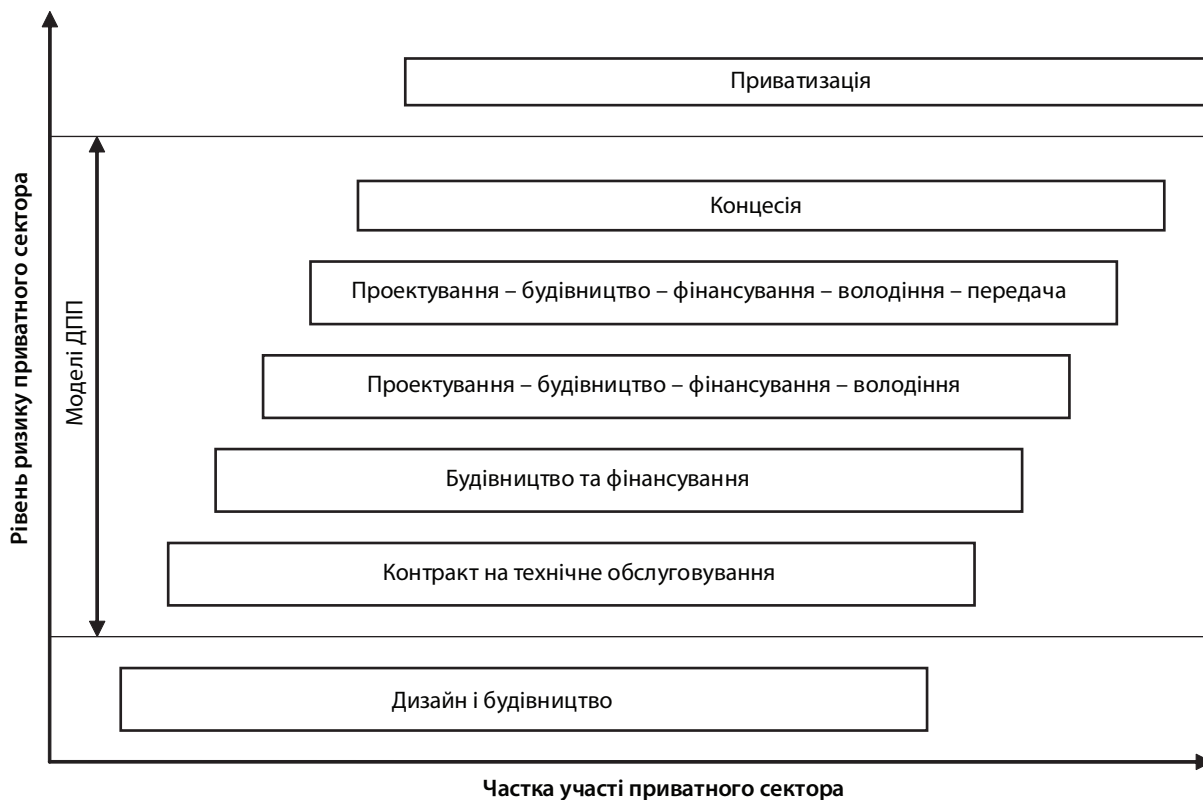 Приватизація
Концесія
Проектування – будівництво – фінансування – володіння – передача
Проектування – будівництво – фінансування – володіння
Будівництво та фінансування
Контракт на технічне обслуговування
Дизайн і будівництво
Рівень ризику приватного сектора
Моделі ДПП
Частка участі приватного сектора